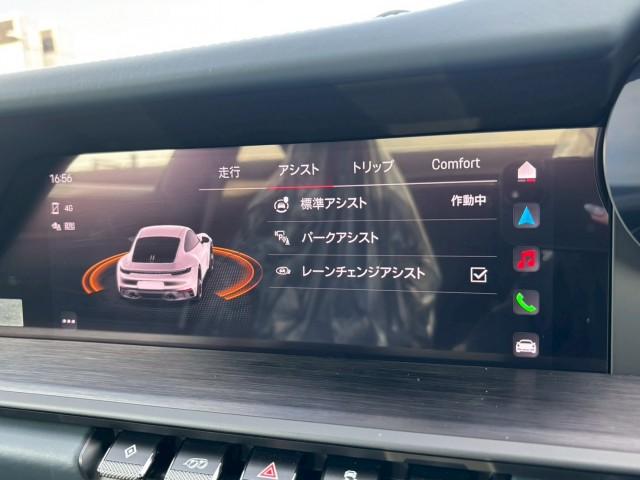 走行 アシスト トリップ Comfort
16:56
標準アシスト 作動中
4G
パークアシスト
レーンチェンジアシスト